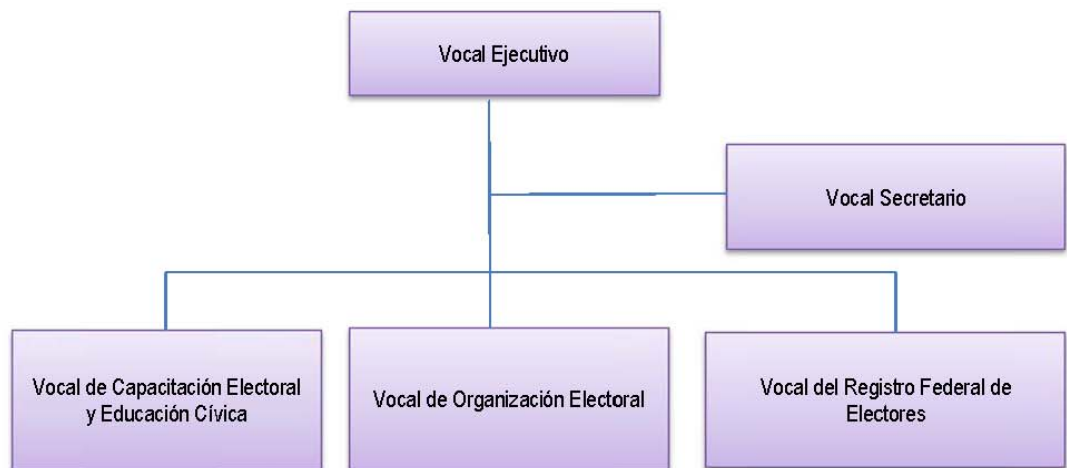 Vocal Ejecutivo
Vocal Secretario
Vocal de Capacitación Electoral
y Educación Cívica
Vocal de Organización Electoral
Vocal del Registro Federal de
Electores